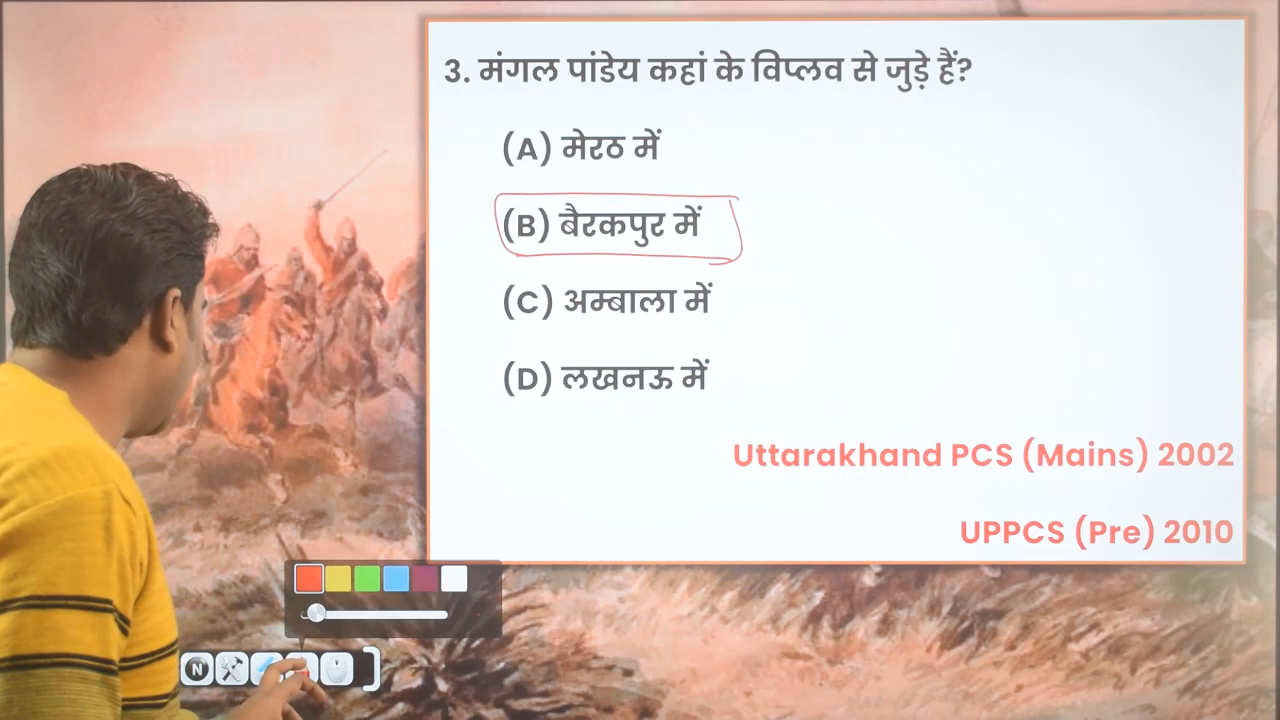 3. मंगल पांडेय कहां के विप्लव से जुड़े हैं?
(A) मेरठ में
(B) बैरकपुर में
(C) अम्बाला में
(D) लखनऊ में
Uttarakhand PCS (Mains) 2002
UPPCS (Pre) 2010
N